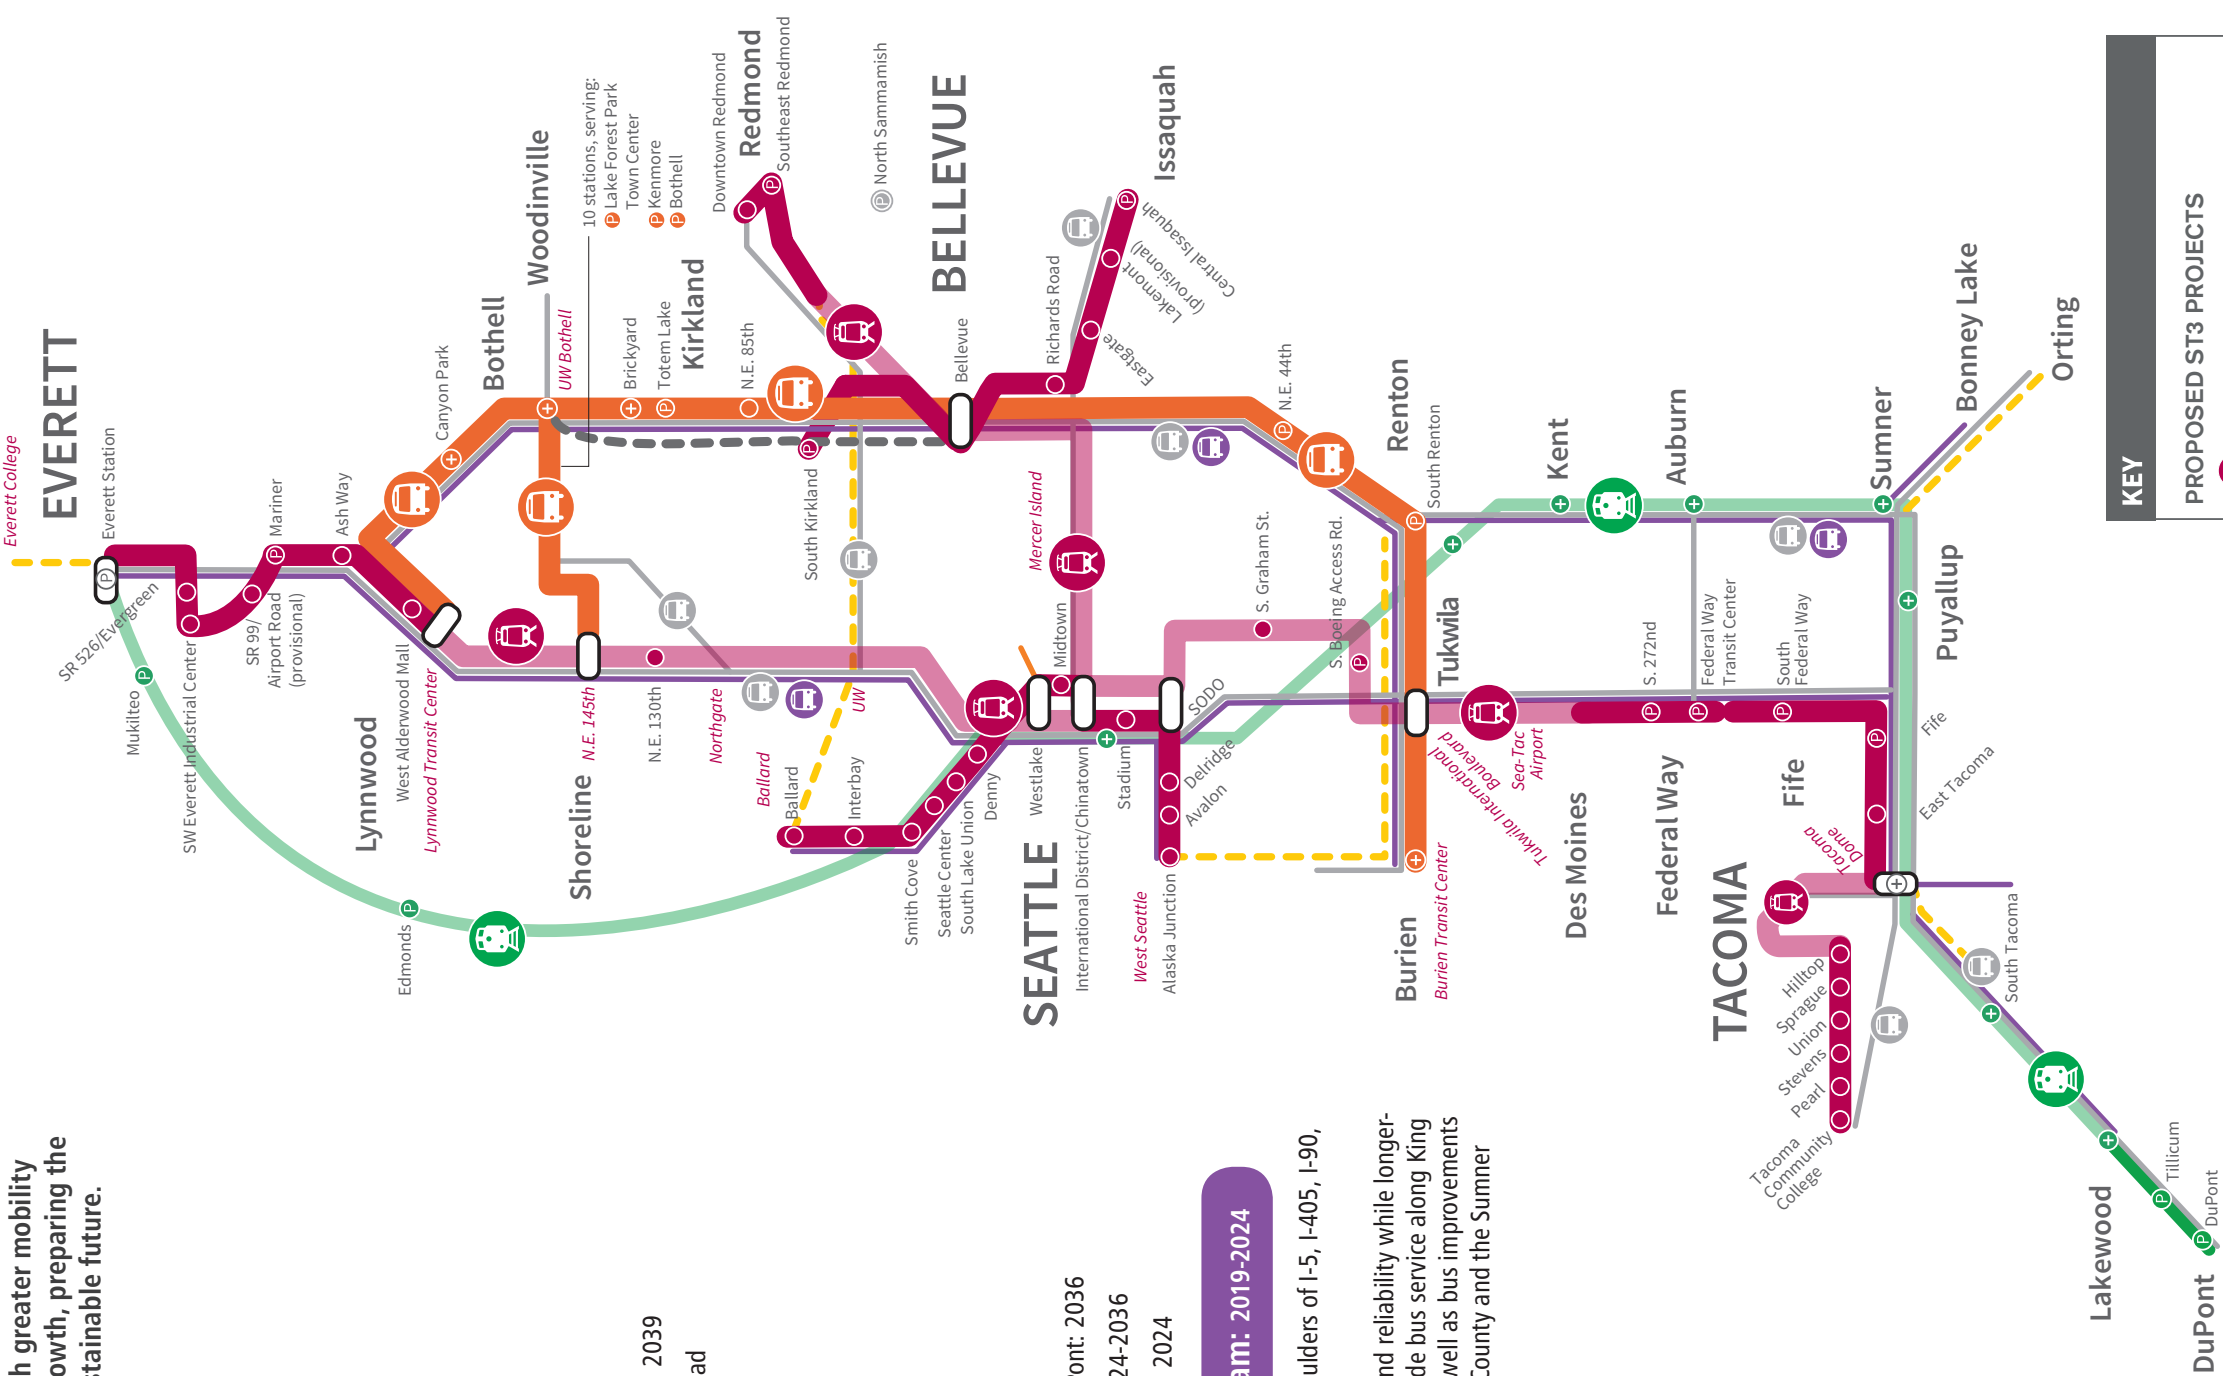 h greater mobility
owth, preparing the
stainable future.
2039
ad
Pont: 2036
24-2036
2024
am: 2019-2024
ulders of I-5, I-405, I-90,
nd reliability while longer-
de bus service along King
well as bus improvements
County and the Sumner
Everett College
EVERETT
Everett Station
SR 526/Evergreen
Mukilteo
SW Everett Industrial Center
SR 99/
Airport Road
(provisional)
Mariner
Ash Way
Canyon Park
Lynnwood
West Alderwood Mall
Lynnwood Transit Center
Edmonds
Bothell
Woodinville
UW Bothell
10 stations, serving:
P Lake Forest Park
Town Center
P Kenmore
P Bothell
Brickyard
Totem Lake
Kirkland
N.E. 85th
Shoreline
N.E. 145th
N.E. 130th
Northgate
Downtown Redmond
Redmond
Southeast Redmond
P North Sammamish
South Kirkland
UW
Ballard
Ballard
Interbay
Smith Cove
Seattle Center
South Lake Union
Denny
BELLEVUE
Bellevue
SEATTLE
Westlake
Midtown
International District/Chinatown
Stadium
Mercer Island
Richards Road
Eastgate
Lakemont
(provisional)
Central Issaquah
Issaquah
West Seattle
Alaska Junction
Avalon
Delridge
SODO
S. Graham St.
S. Boeing Access Rd.
N.E. 44th
Renton
South Renton
Burien
Burien Transit Center
Tukwila
Tukwila International
Boulevard
Sea-Tac
Airport
Kent
Des Moines
S. 272nd
Federal Way
Federal Way
Transit Center
Auburn
South
Federal Way
Fife
Fife
East Tacoma
TACOMA
Tacoma
Dome
Hilltop
Sprague
Union
Stevens
Pearl
Tacoma
Community
College
Sumner
Puyallup
Bonney Lake
Orting
South Tacoma
Lakewood
Tillicum
DuPont
DuPont
KEY
PROPOSED ST3 PROJECTS